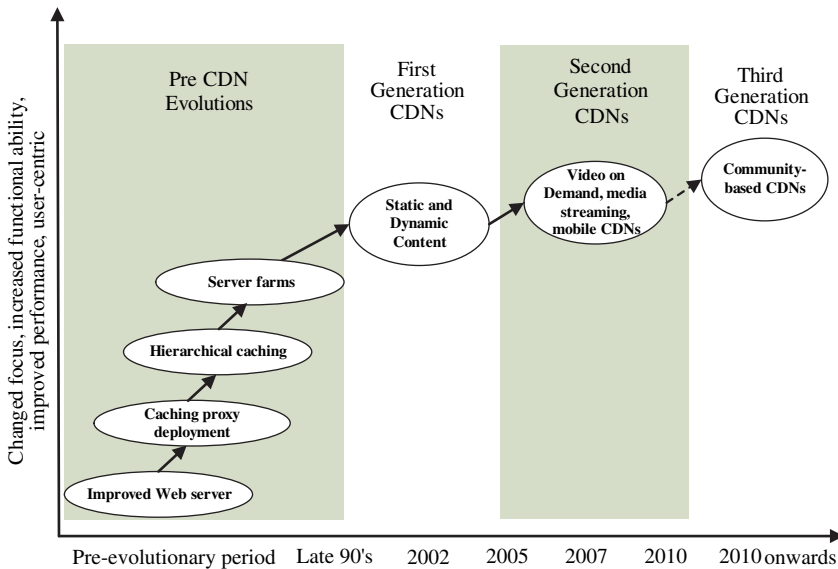 Changed focus, increased functional ability,
improved performance, user-centric
Pre CDN
Evolutions
First
Generation
CDNs
Second
Generation
CDNs
Third
Generation
CDNs
Static and
Dynamic
Content
Video on
Demand, media
streaming,
mobile CDNs
Community-
based CDNs
Server farms
Hierarchical caching
Caching proxy
deployment
Improved Web server
Pre-evolutionary period Late 90's 2002 2005 2007 2010 2010 onwards